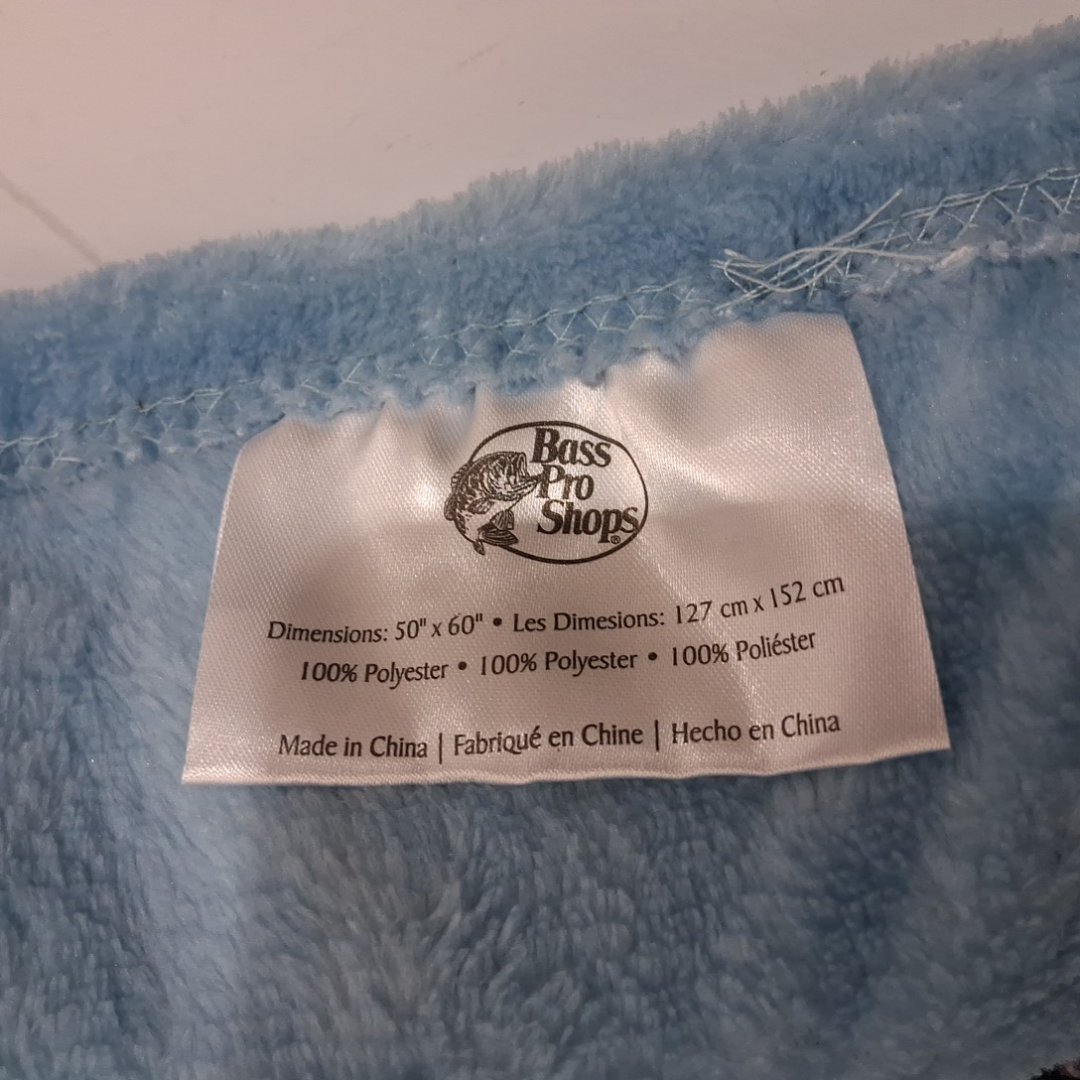 Bass
Pro
Shops®
Dimensions: 50" x 60" • Les Dimesions: 127 cm x 152 cm
100% Polyester • 100% Polyester • 100% Poliéster
Made in China | Fabriqué en Chine | Hecho en China